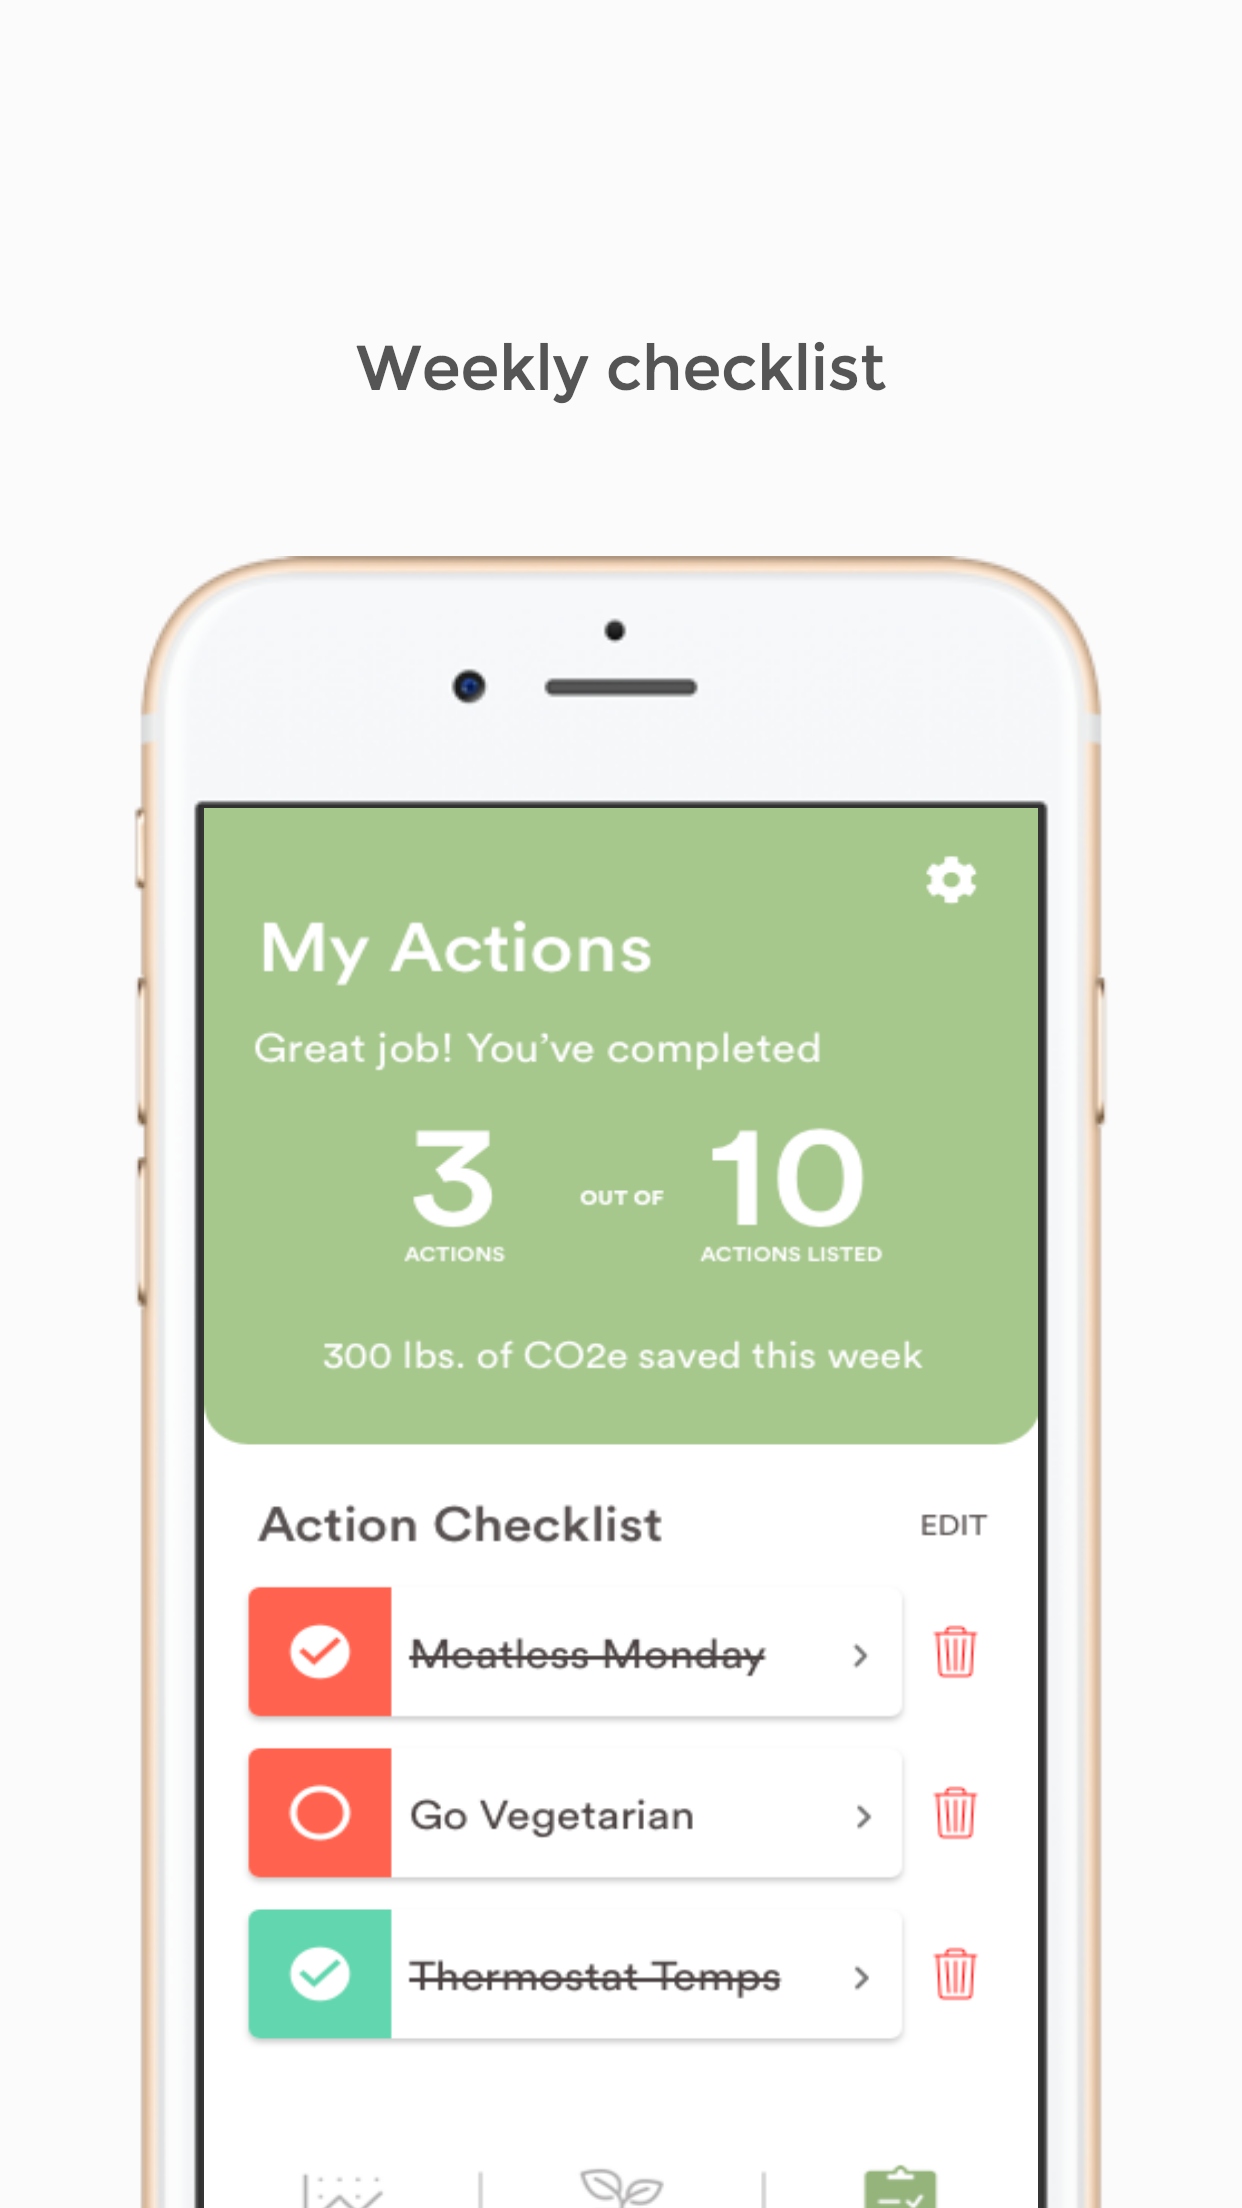 Weekly checklist
My Actions
Great job! You’ve completed
3 OUT OF 10
ACTIONS ACTIONS LISTED
300 lbs. of CO2e saved this week
Action Checklist EDIT
Meatless Monday
Go Vegetarian
Thermostat Temps